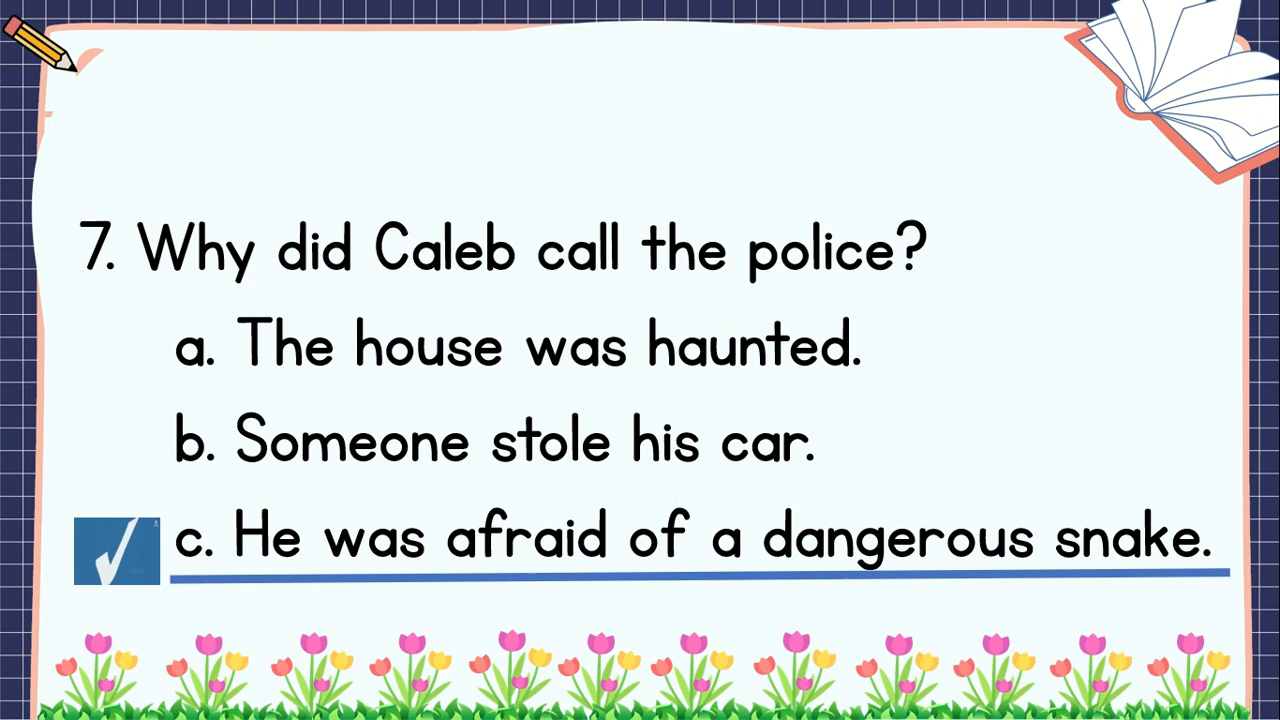 7. Why did Caleb call the police?
a. The house was haunted.
b. Someone stole his car.
c. He was afraid of a dangerous snake.